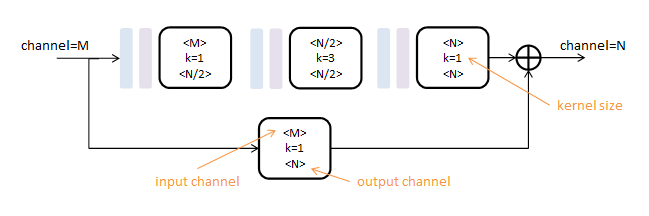 channel=M
<M>
k=1
<N/2>
<N/2>
k=3
<N/2>
<N>
k=1
<N>
channel=N
kernel size
<M>
k=1
<N>
input channel
output channel